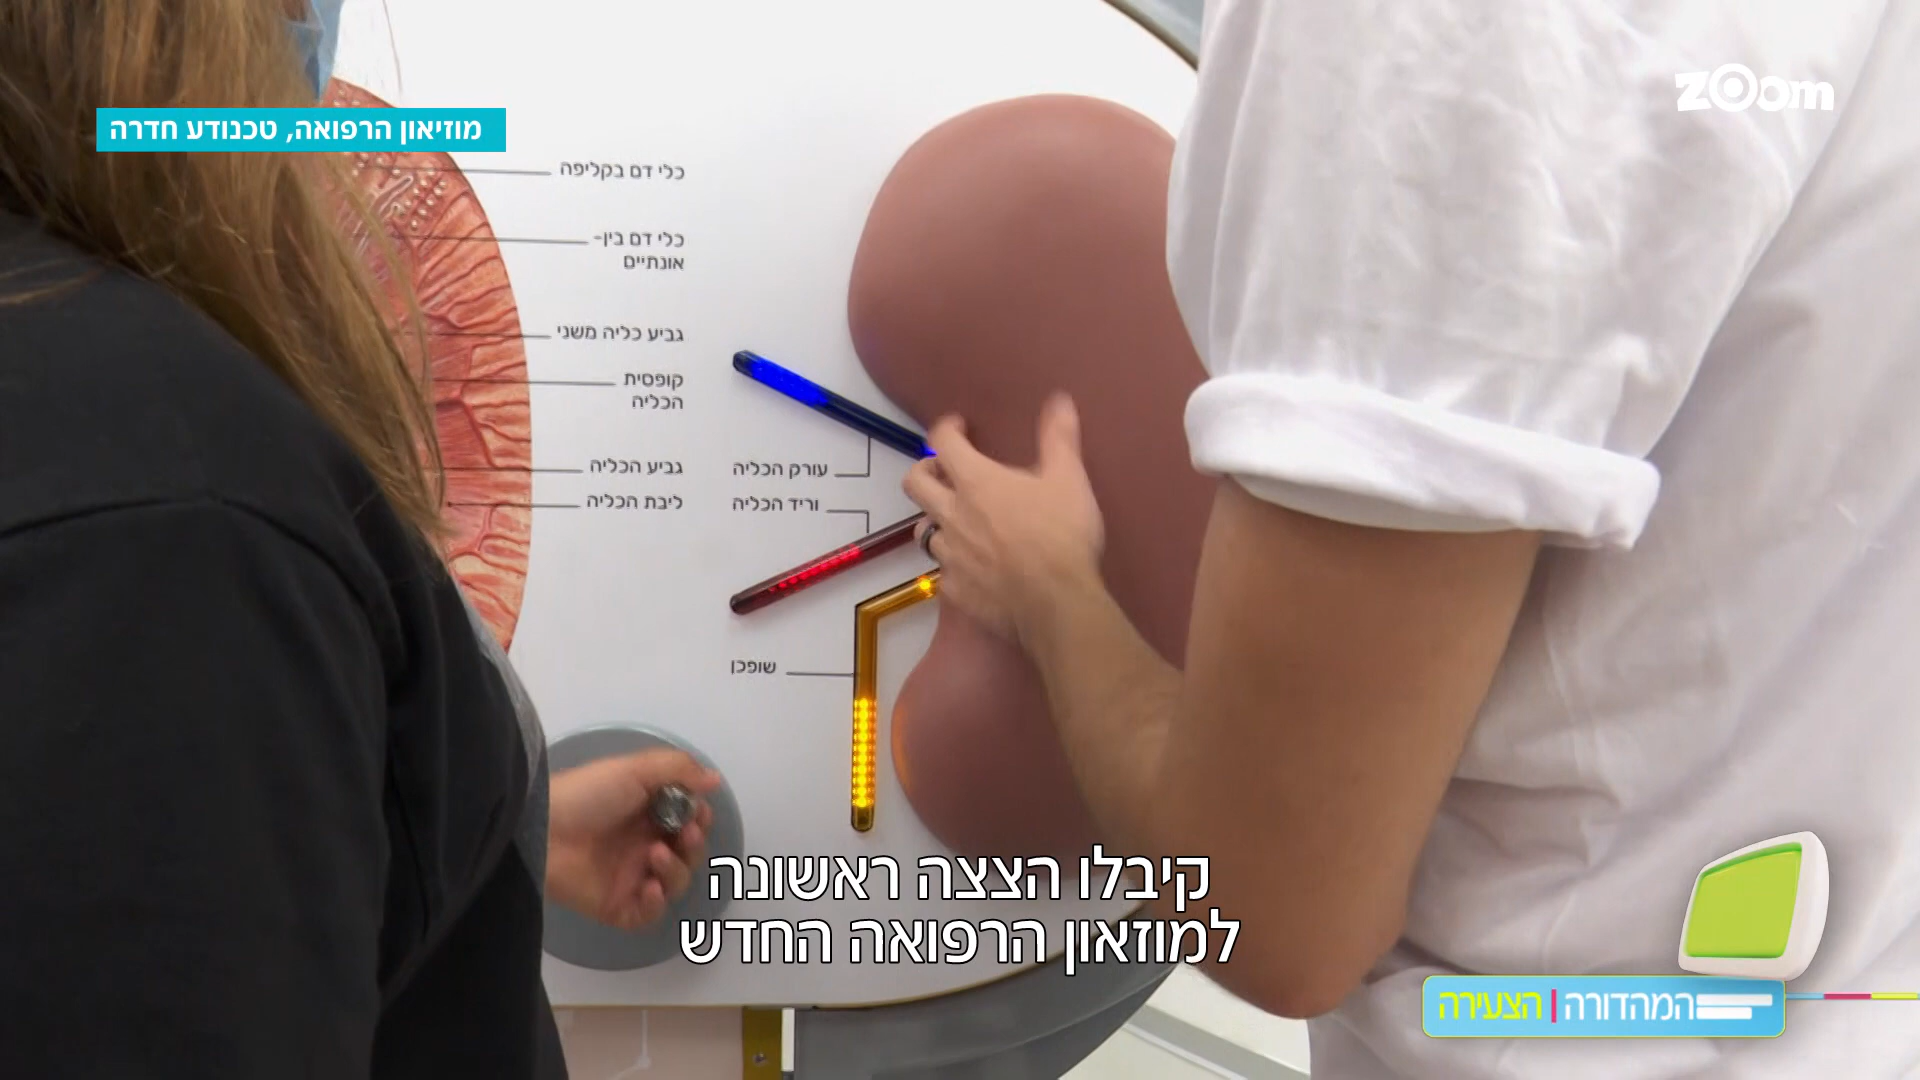 zoom
מוזיאון הרפואה, טכנודע חדרה
כלי דם בקליפה
כלי דם בין-
אונתיים
גביע כליה משני
קופסית
הכליה
גביע הכליה
ליבת הכליה
עורק הכליה
וריד הכליה
שופכן
קיבלו הצצה ראשונה
למוזאון הרפואה החדש
המהדורה | הצעירה